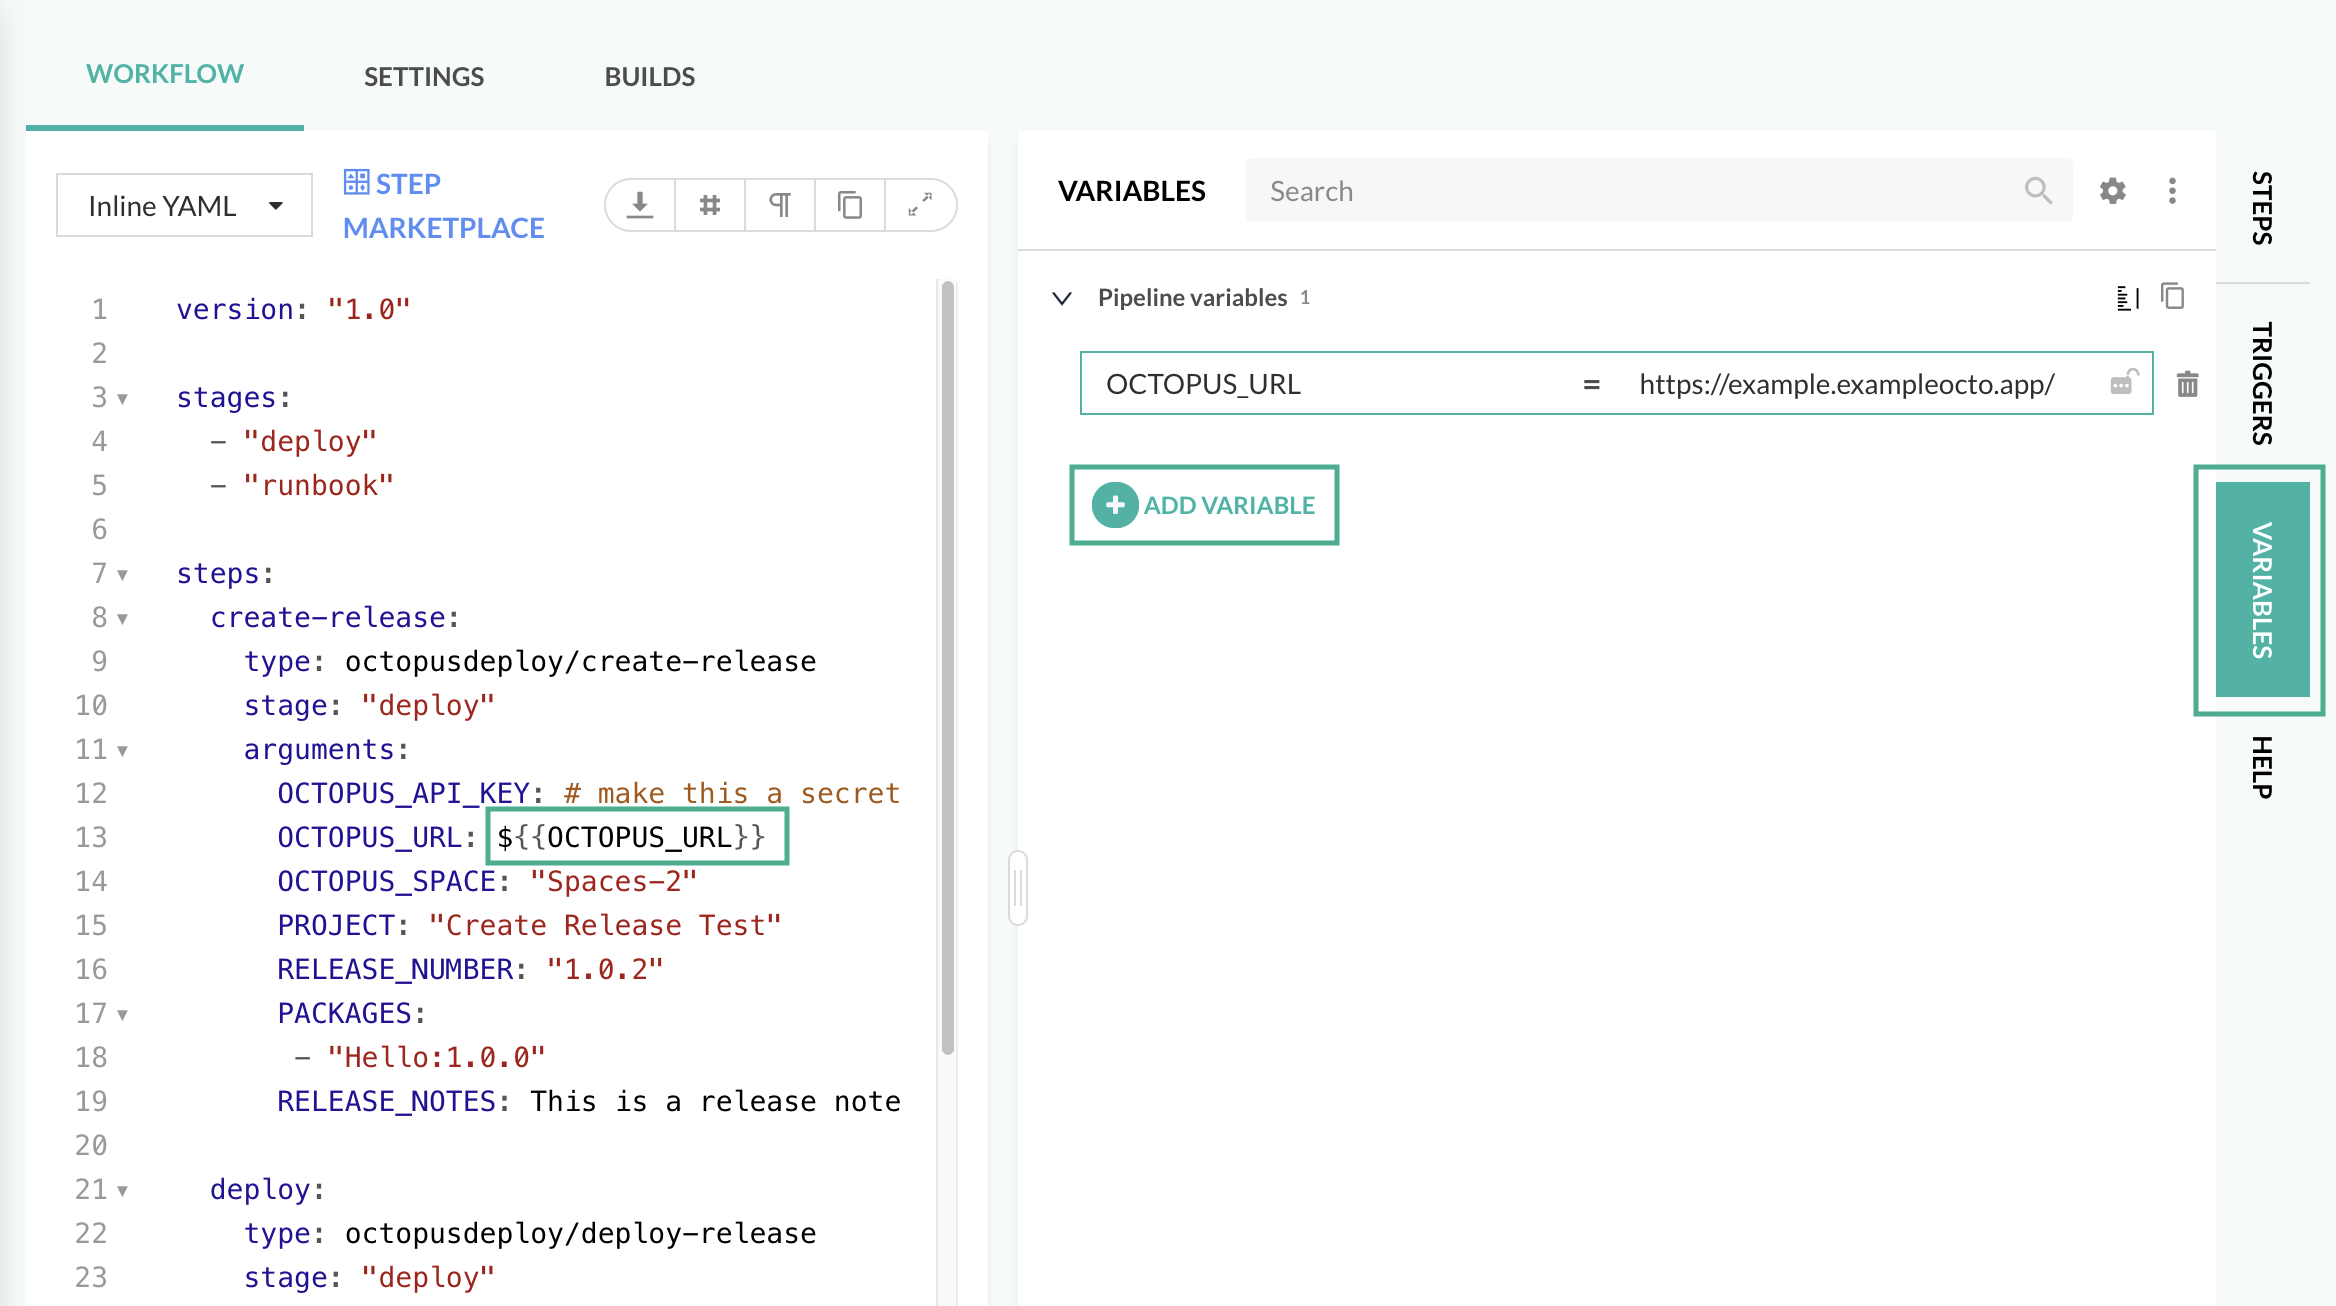 WORKFLOW
SETTINGS
BUILDS
Inline YAML
STEP
MARKETPLACE
1 version: "1.0"
2
3 stages:
4 - "deploy"
5 - "runbook"
6
7 steps:
8 create-release:
9 type: octopusdeploy/create-release
10 stage: "deploy"
11 arguments:
12 OCTOPUS_API_KEY: # make this a secret
13 OCTOPUS_URL: ${{OCTOPUS_URL}}
14 OCTOPUS_SPACE: "Spaces-2"
15 PROJECT: "Create Release Test"
16 RELEASE_NUMBER: "1.0.2"
17 PACKAGES:
18 - "Hello:1.0.0"
19 RELEASE_NOTES: This is a release note
20
21 deploy:
22 type: octopusdeploy/deploy-release
23 stage: "deploy"
VARIABLES
Search
Pipeline variables 1
OCTOPUS_URL = https://example.exampleocto.app/
ADD VARIABLE
STEPS
TRIGGERS
VARIABLES
HELP